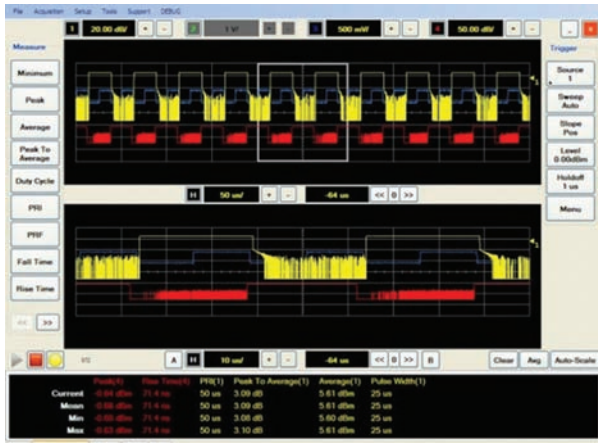 File Acquisition Setup Tools Support DEBUG
1 20.00 dB/ + - 2 1 V/ + - 3 500 mV/ + - 4 50.00 dB/ + -
Measure
Trigger
Minimum
Peak
Average
Peak To
Average
Duty Cycle
PRI
PRF
Fall Time
Rise Time
<< >>
Source
1
Sweep
Auto
Slope
Pos
Level
0.00dBm
Holdoff
1 us
Menu
1
H 50 us/ + - -64 us << 0 >>
1
A H 10 us/ + - -64 us << 0 >> B Clear Avg Auto-Scale
Peak(4) Rise Time(4) PRI(1) Peak To Average(1) Average(1) Pulse Width(1)
Current -0.64 dBm 71.4 ns 50 us 3.09 dB 5.61 dBm 25 us
Mean 71.4 ns 50 us 3.09 dB 5.61 dBm 25 us
Min 71.4 ns 50 us 3.08 dB 5.60 dBm 25 us
Max 71.4 ns 50 us 3.10 dB 5.61 dBm 25 us